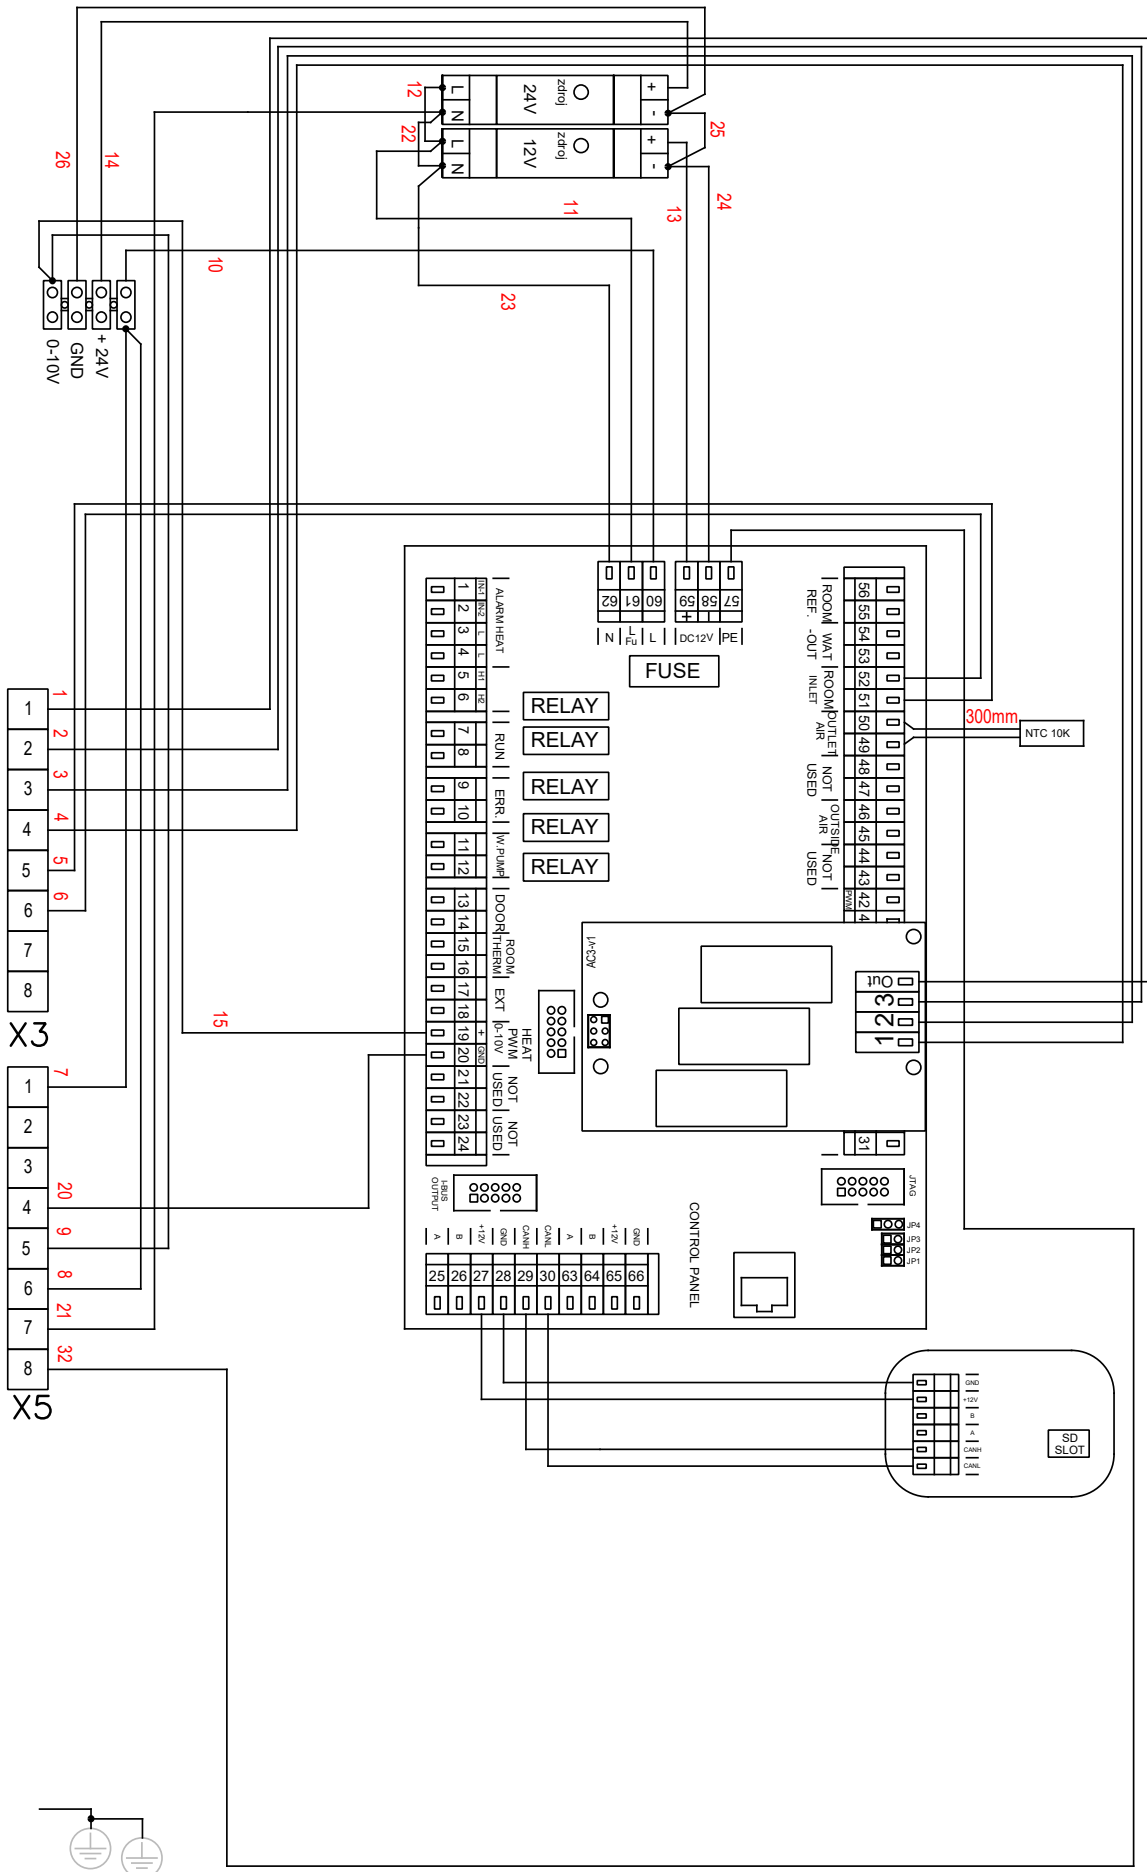 12
22
L
N
24V
zdroj
+
-
L
N
12V
zdroj
+
-
25
24
13
11
26
14
10
23
0-10V
GND
+ 24V
15
1
2
3
4
5
6
7
8
1
2
3
4
5
6
X3
1
2
3
4
5
6
7
8
7
20
9
8
21
32
X5
62
61
60
59
58
57
+
N
L
Fu
L
DC12V
PE
FUSE
RELAY
RELAY
RELAY
RELAY
RELAY
1
2
3
4
5
6
IN-1
IN-2
L
L
H1
H2
ALARM HEAT
7
8
RUN
9
10
ERR.
11
12
W.PUMP
13
14
DOOR
15
16
ROOM
THERM
17
18
EXT
19
20
+
GND
0-10V
PWM
HEAT
21
22
NOT
USED
23
24
NOT
USED
56
55
ROOM
REF.
54
53
WAT
-OUT
52
51
ROOM
INLET
50
49
OUTLET
AIR
48
47
NOT
USED
46
45
OUTSIDE
AIR
44
43
NOT
USED
42
PWM
4
300mm
NTC 10K
AC3-v1
Out
3
2
1
31
JTAG
JP4
JP3
JP2
JP1
I-BUS
OUTPUT
A
B
+12V
GND
CANH
CANL
A
B
+12V
GND
25
26
27
28
29
30
63
64
65
66
CONTROL PANEL
GND
+12V
B
A
CANH
CANL
SD
SLOT